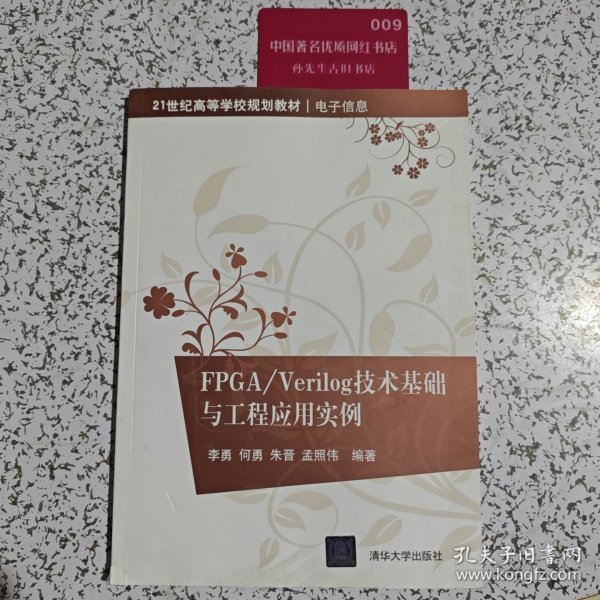 009
中国著名优质网红书店
孙先生古旧书店
21世纪高等学校规划教材 | 电子信息
FPGA/Verilog技术基础
与工程应用实例
李勇 何勇 朱晋 孟照伟 编著
清华大学出版社
孔夫子旧书网
www.kongfz.com